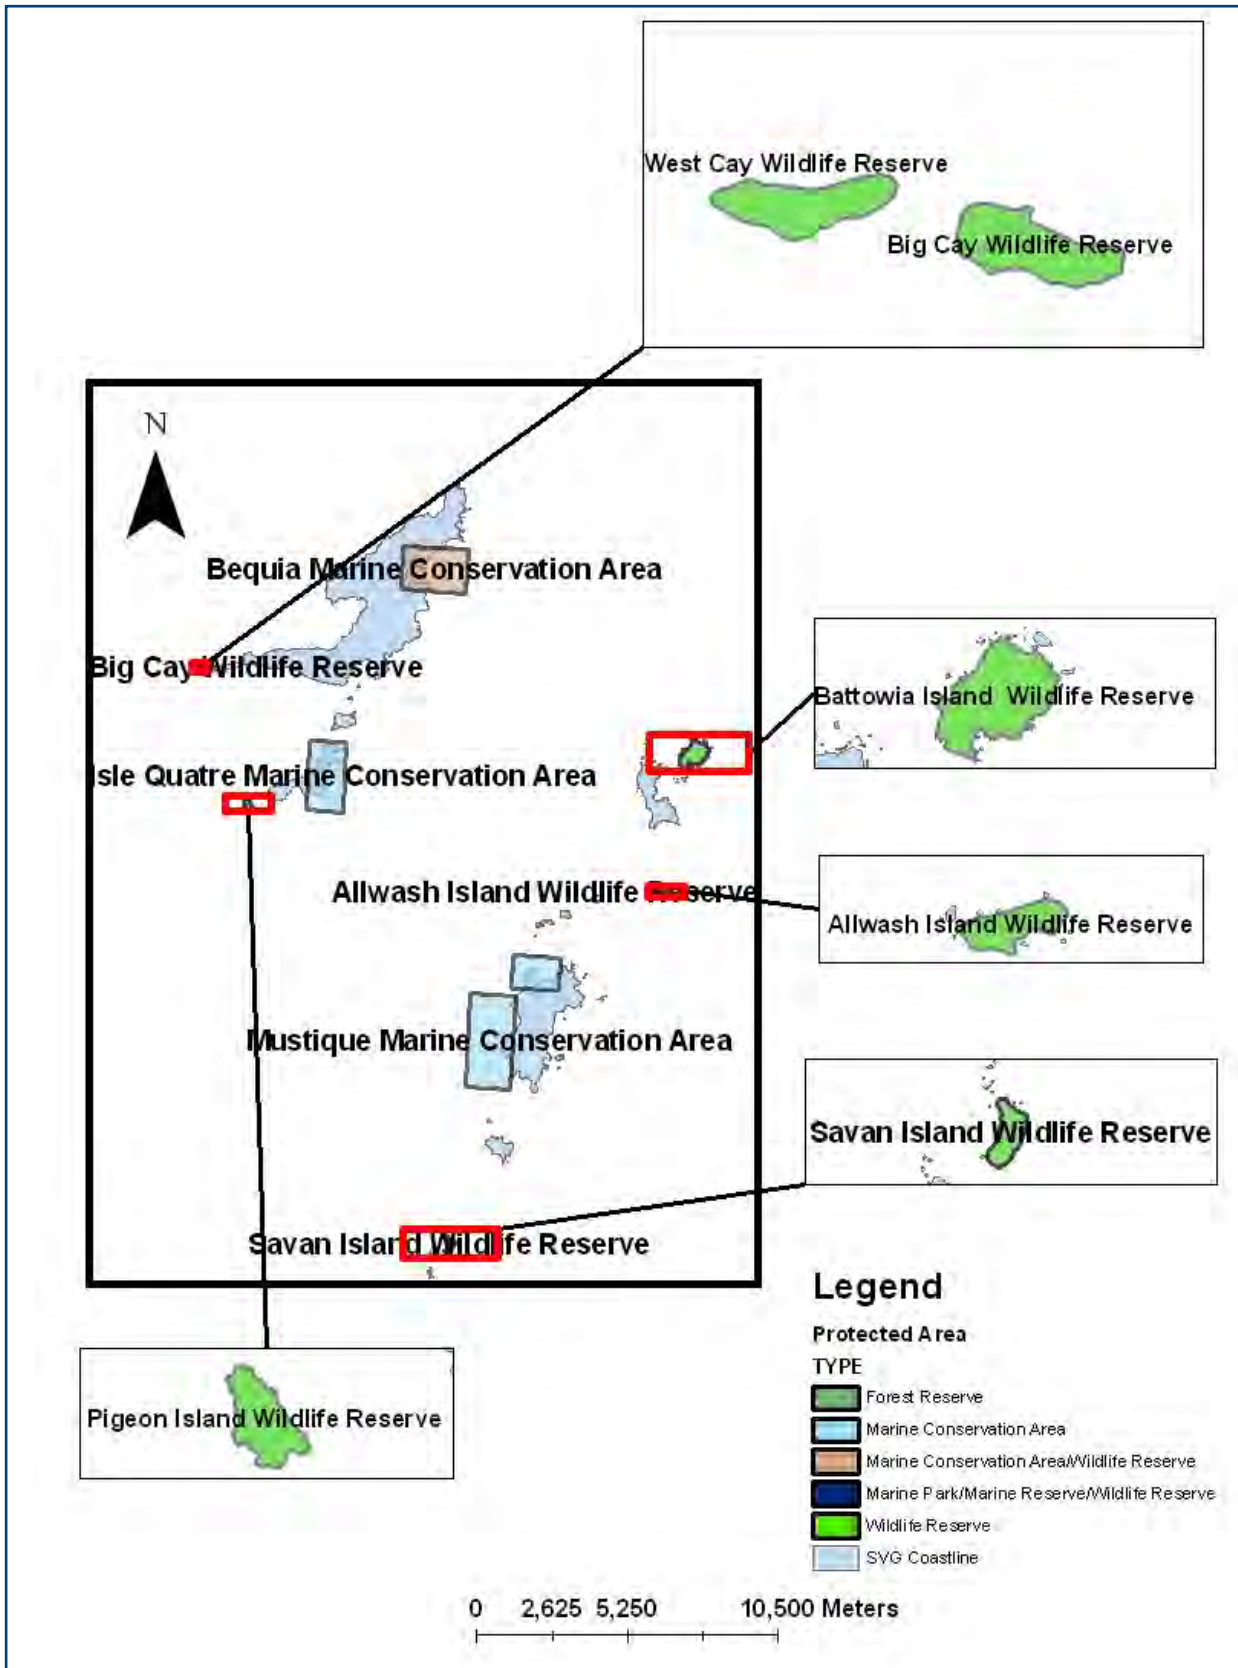 West Cay Wildlife Reserve
Big Cay Wildlife Reserve
N
Bequia Marine Conservation Area
Big Cay Wildlife Reserve
Battowia Island Wildlife Reserve
Isle Quatre Marine Conservation Area
Allwash Island Wildlife Reserve
Allwash Island Wildlife Reserve
Mustique Marine Conservation Area
Savan Island Wildlife Reserve
Savan Island Wildlife Reserve
Pigeon Island Wildlife Reserve
Legend
Protected Area
TYPE
Forest Reserve
Marine Conservation Area
Marine Conservation Area/Wildlife Reserve
Marine Park/Marine Reserve/Wildlife Reserve
Wildlife Reserve
SVG Coastline
0 2,625 5,250 10,500 Meters